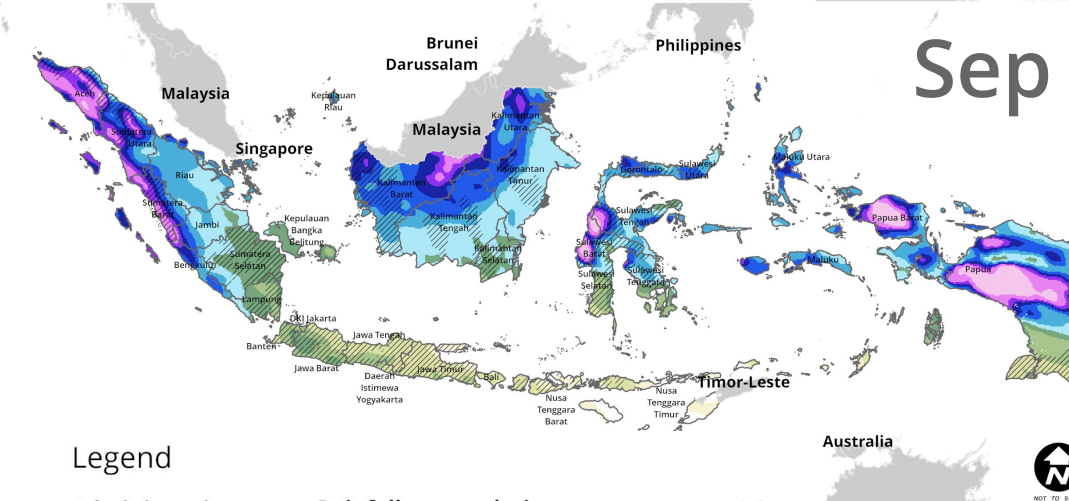 Sep
Brunei
Darussalam
Philippines
Malaysia
Malaysia
Singapore
Aceh
Sumatera
Utara
Kepulauan
Riau
Riau
Sumatera
Barat
Jambi
Bengkulu
Sumatera
Selatan
Kepulauan
Bangka
Belitung
Lampung
Kalimantan
Utara
Kalimantan
Barat
Kalimantan
Timur
Kalimantan
Tengah
Kalimantan
Selatan
Gorontalo
Sulawesi
Utara
Sulawesi
Tengah
Sulawesi
Barat
Sulawesi
Selatan
Sulawesi
Tenggara
Maluku Utara
Maluku
Papua Barat
Papua
DKI Jakarta
Banten
Jawa Barat
Jawa Tengah
Daerah
Istimewa
Yogyakarta
Jawa Timur
Bali
Nusa
Tenggara
Barat
Nusa
Tenggara
Timur
Timor-Leste
Australia
Legend
N